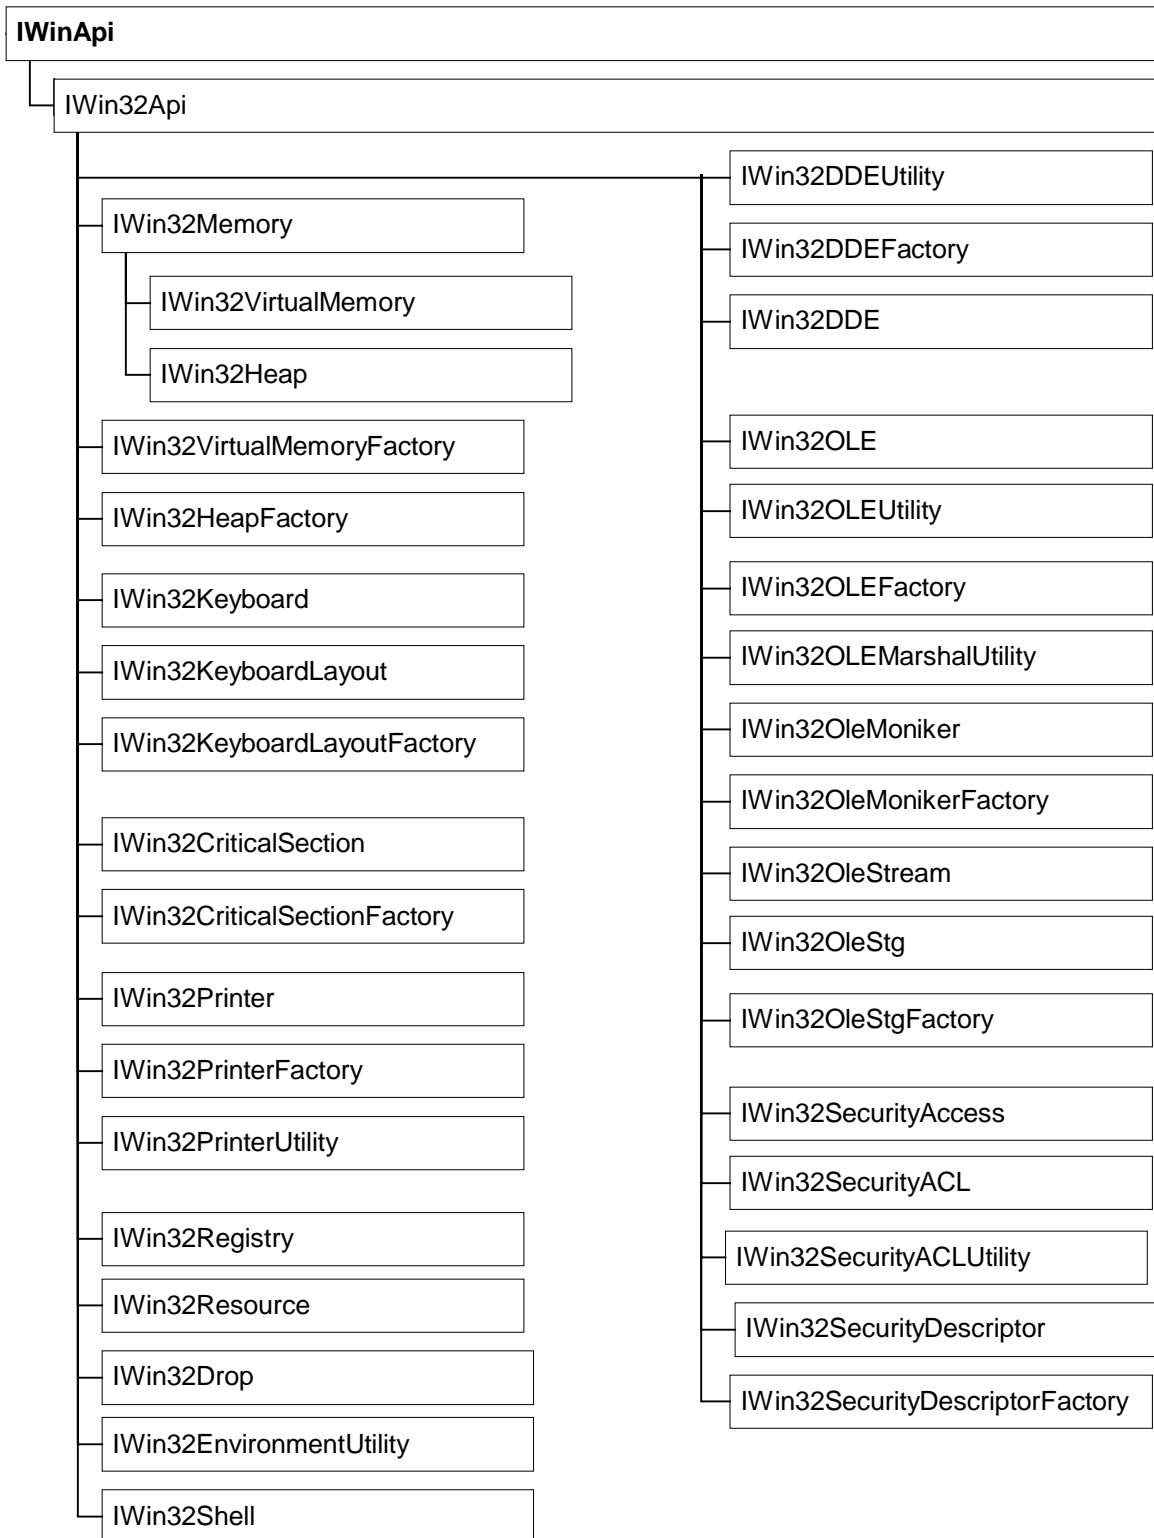 IWinApi
IWin32Api
IWin32Memory
IWin32VirtualMemory
IWin32Heap
IWin32VirtualMemoryFactory
IWin32HeapFactory
IWin32Keyboard
IWin32KeyboardLayout
IWin32KeyboardLayoutFactory
IWin32CriticalSection
IWin32CriticalSectionFactory
IWin32Printer
IWin32PrinterFactory
IWin32PrinterUtility
IWin32Registry
IWin32Resource
IWin32Drop
IWin32EnvironmentUtility
IWin32Shell
IWin32DDEUtility
IWin32DDEFactory
IWin32DDE
IWin32OLE
IWin32OLEUtility
IWin32OLEFactory
IWin32OLEMarshalUtility
IWin32OleMoniker
IWin32OleMonikerFactory
IWin32OleStream
IWin32OleStg
IWin32OleStgFactory
IWin32SecurityAccess
IWin32SecurityACL
IWin32SecurityACLUtility
IWin32SecurityDescriptor
IWin32SecurityDescriptorFactory